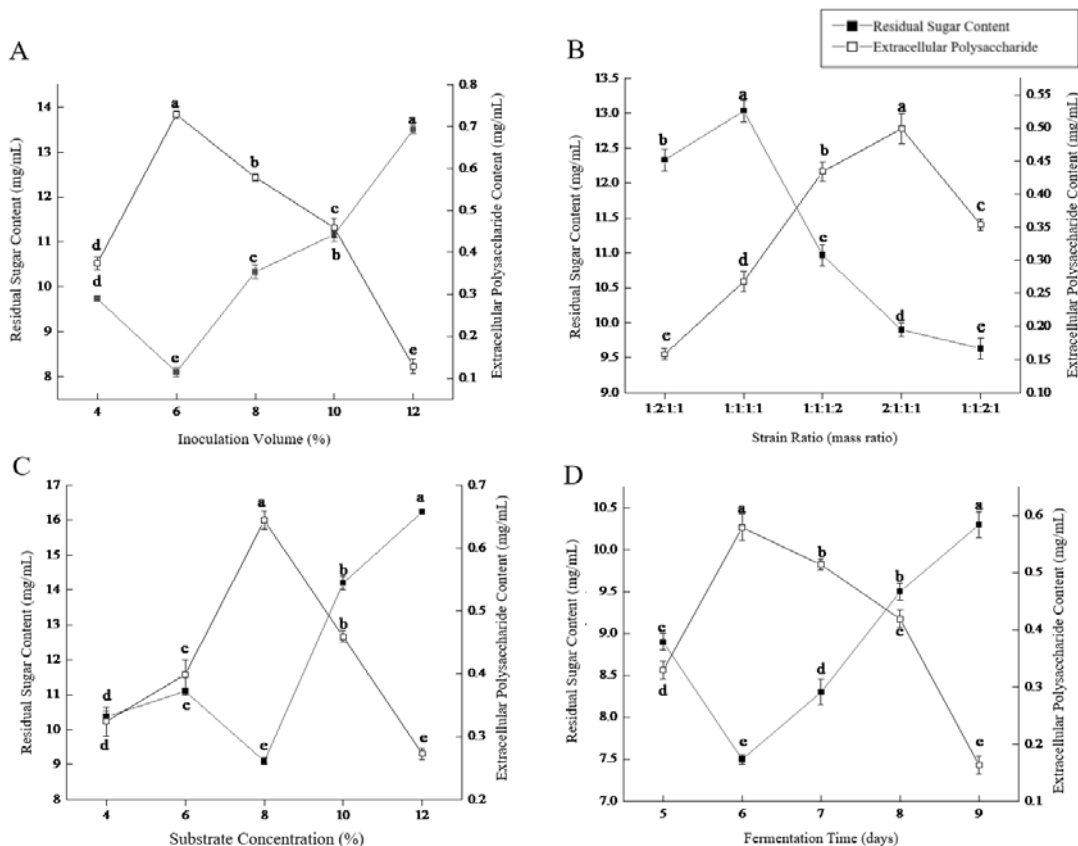 Residual Sugar Content
Extracellular Polysaccharide
A
Residual Sugar Content (mg/mL)
14
13
12
11
10
9
8
a
a
b
c
d
d
c
b
e
e
0.8
0.7
0.6
0.5
0.4
0.3
0.2
0.1
Extracellular Polysaccharide Content (mg/mL)
4 6 8 10 12
Inoculation Volume (%)
B
Residual Sugar Content (mg/mL)
13.5
13.0
12.5
12.0
11.5
11.0
10.5
10.0
9.5
9.0
a
a
b
b
c
c
d
d
e
e
0.55
0.50
0.45
0.40
0.35
0.30
0.25
0.20
0.15
0.10
Extracellular Polysaccharide Content (mg/mL)
1:2:1:1 1:1:1:1 1:1:1:2 2:1:1:1 1:1:2:1
Strain Ratio (mass ratio)
C
Residual Sugar Content (mg/mL)
17
16
15
14
13
12
11
10
9
8
a
a
b
b
c
c
d
d
e
e
0.7
0.6
0.5
0.4
0.3
0.2
Extracellular Polysaccharide Content (mg/mL)
4 6 8 10 12
Substrate Concentration (%)
D
Residual Sugar Content (mg/mL)
10.5
10.0
9.5
9.0
8.5
8.0
7.5
7.0
a
a
b
b
c
c
d
d
e
e
0.6
0.5
0.4
0.3
0.2
0.1
Extracellular Polysaccharide Content (mg/mL)
5 6 7 8 9
Fermentation Time (days)